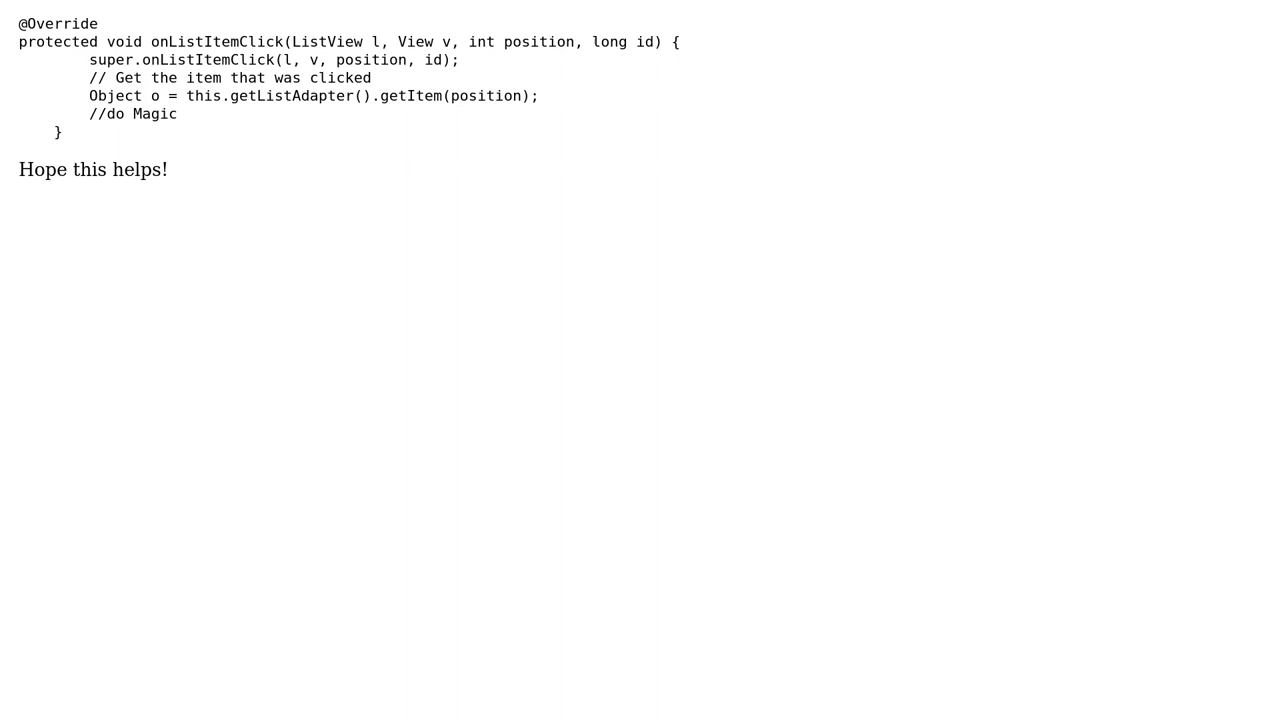 @Override
protected void onListItemClick(ListView l, View v, int position, long id) {
        super.onListItemClick(l, v, position, id);
        // Get the item that was clicked
        Object o = this.getListAdapter().getItem(position);
        //do Magic
    }
Hope this helps!